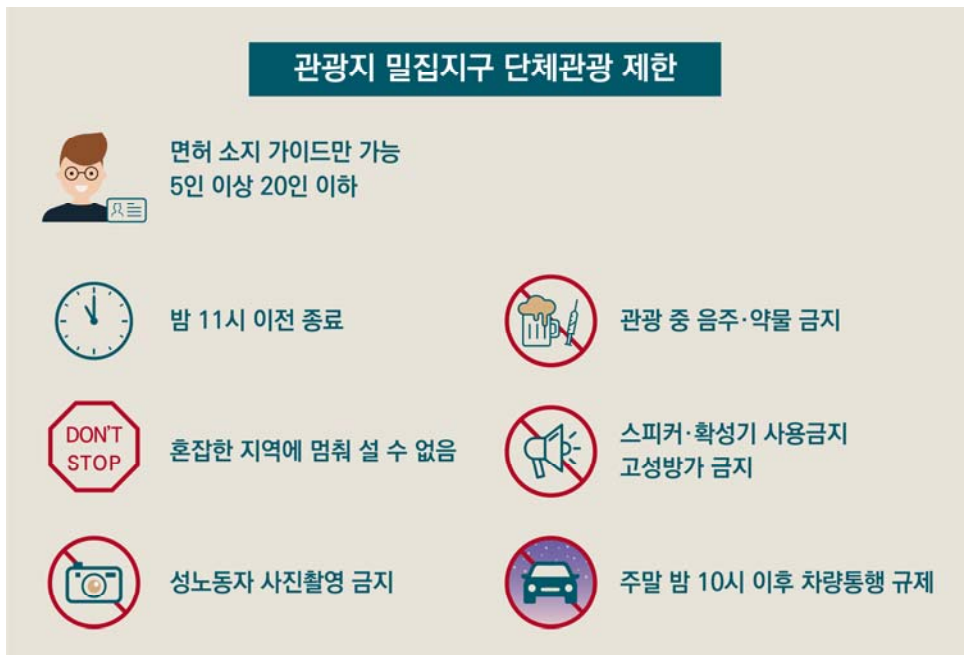 관광지 밀집지구 단체관광 제한
면허 소지 가이드만 가능
5인 이상 20인 이하
밤 11시 이전 종료
관광 중 음주·약물 금지
DON'T
STOP
혼잡한 지역에 멈춰 설 수 없음
스피커·확성기 사용금지
고성방가 금지
성노동자 사진촬영 금지
주말 밤 10시 이후 차량통행 규제